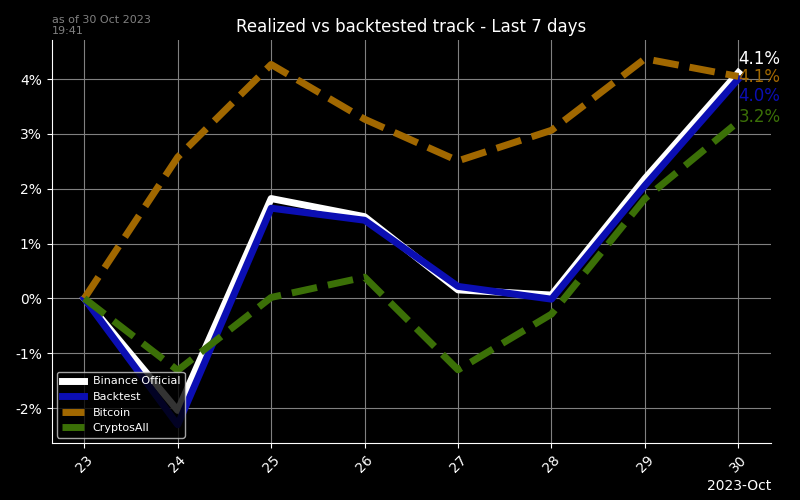 as of 30 Oct 2023
19:41
Realized vs backtested track - Last 7 days
4.1%
4.1%
4.0%
3.2%
4%
3%
2%
1%
0%
-1%
-2%
Binance Official
Backtest
Bitcoin
CryptosAll
23
24
25
26
27
28
29
30
2023-Oct